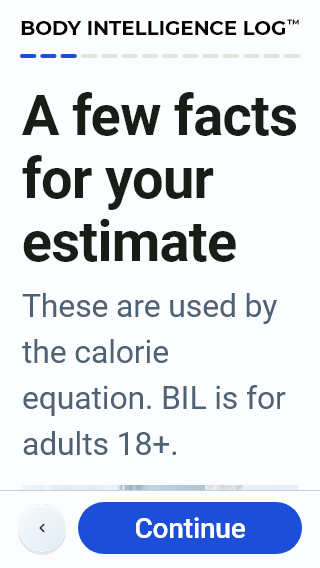 BODY INTELLIGENCE LOG™
A few facts
for your
estimate
These are used by
the calorie
equation. BIL is for
adults 18+.
Continue